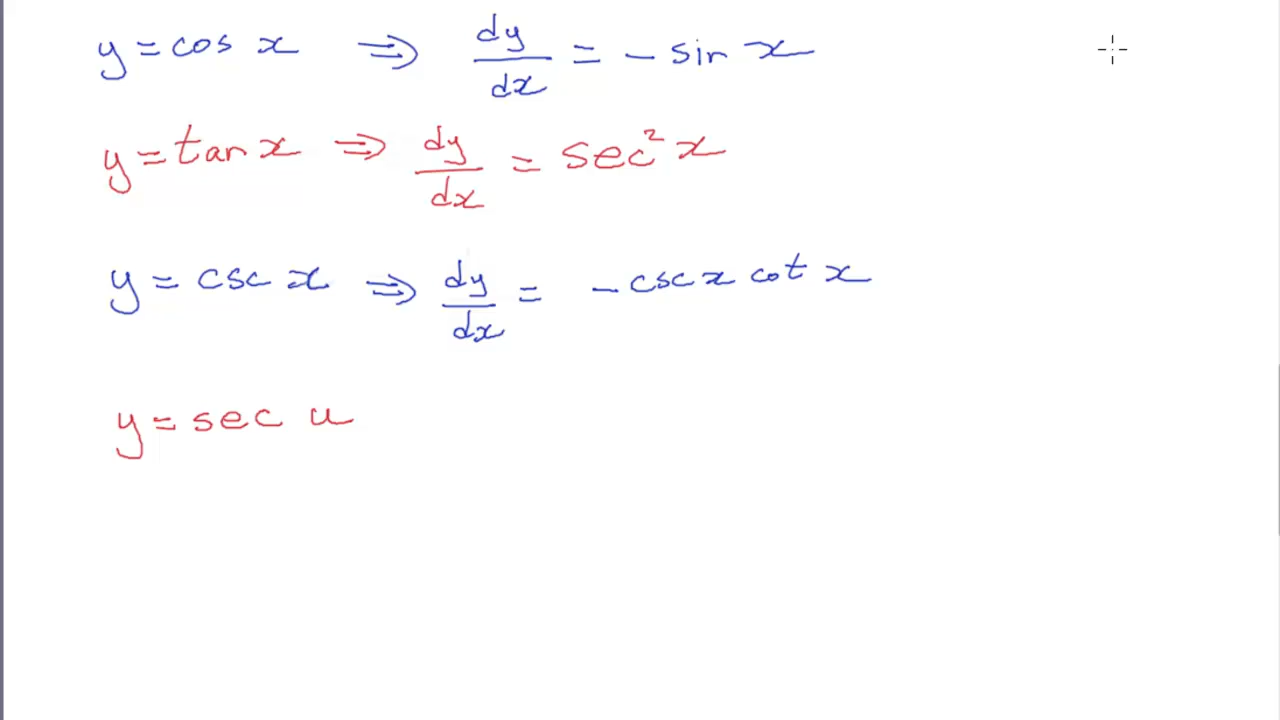 y = cos x ⇒ dy/dx = - sin x
y = tan x ⇒ dy/dx = sec² x
y = csc x ⇒ dy/dx = - csc x cot x
y = sec u